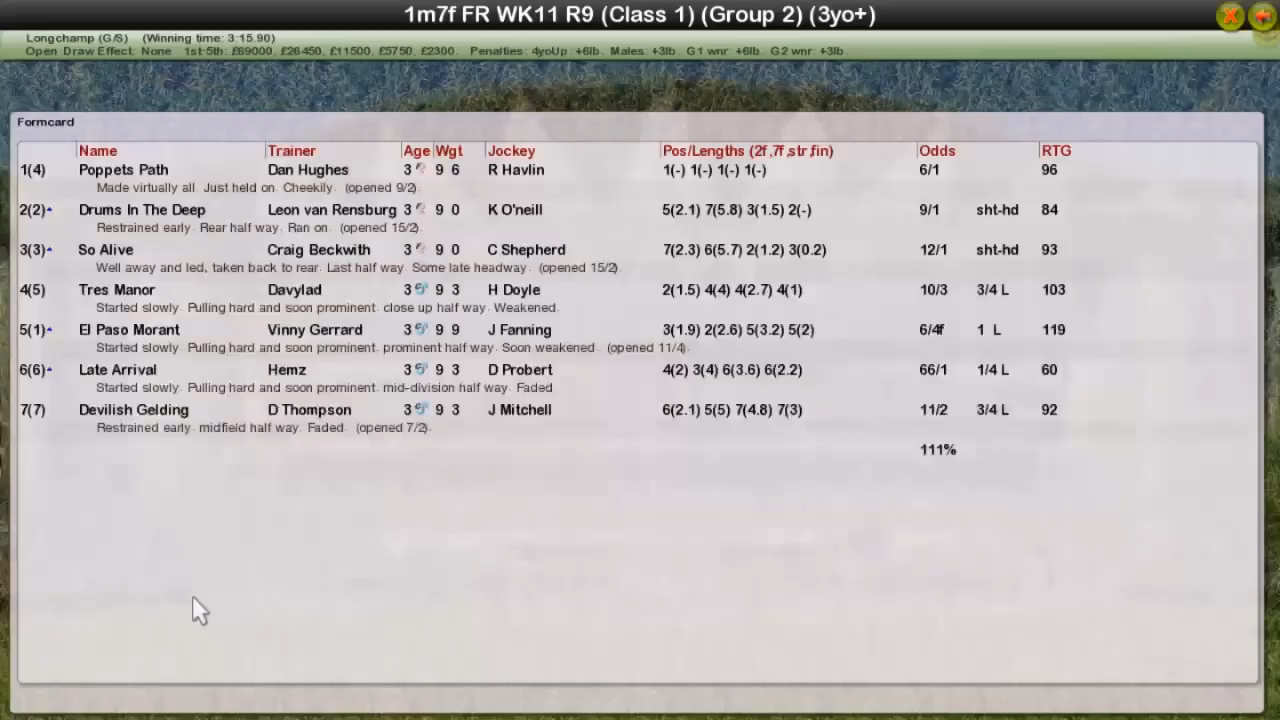 1m7f FR WK11 R9 (Class 1) (Group 2) (3yo+)
Longchamp (G/S) (Winning time: 3:15.90)
Open Draw Effect. None 1st-5th: £69000, £26450, £11500, £5750, £2300. Penalties: 4yoUp: +6lb. Males: +3lb. G1 wnr: +6lb. G2 wnr: +3lb.
Formcard
Name Trainer Age Wgt Jockey Pos/Lengths (2f,7f,str,fin) Odds RTG
1(4) Poppets Path Dan Hughes 3 9 6 R Havlin 1(-) 1(-) 1(-) 1(-) 6/1 96
Made virtually all. Just held on. Cheekily. (opened 9/2).
2(2) Drums In The Deep Leon van Rensburg 3 9 0 K O'neill 5(2.1) 7(5.8) 3(1.5) 2(-) 9/1 sht-hd 84
Restrained early. Rear half way. Ran on. (opened 15/2).
3(3) So Alive Craig Beckwith 3 9 0 C Shepherd 7(2.3) 6(5.7) 2(1.2) 3(0.2) 12/1 sht-hd 93
Well away and led, taken back to rear. Last half way. Some late headway. (opened 15/2).
4(5) Tres Manor Davylad 3 9 3 H Doyle 2(1.5) 4(4) 4(2.7) 4(1) 10/3 3/4 L 103
Started slowly. Pulling hard and soon prominent. close up half way. Weakened.
5(1) El Paso Morant Vinny Gerrard 3 9 9 J Fanning 3(1.9) 2(2.6) 5(3.2) 5(2) 6/4f 1 L 119
Started slowly. Pulling hard and soon prominent. prominent half way. Soon weakened. (opened 11/4).
6(6) Late Arrival Hemz 3 9 3 D Probert 4(2) 3(4) 6(3.6) 6(2.2) 66/1 1/4 L 60
Started slowly. Pulling hard and soon prominent. mid-division half way. Faded
7(7) Devilish Gelding D Thompson 3 9 3 J Mitchell 6(2.1) 5(5) 7(4.8) 7(3) 11/2 3/4 L 92
Restrained early. midfield half way. Faded. (opened 7/2).
111%